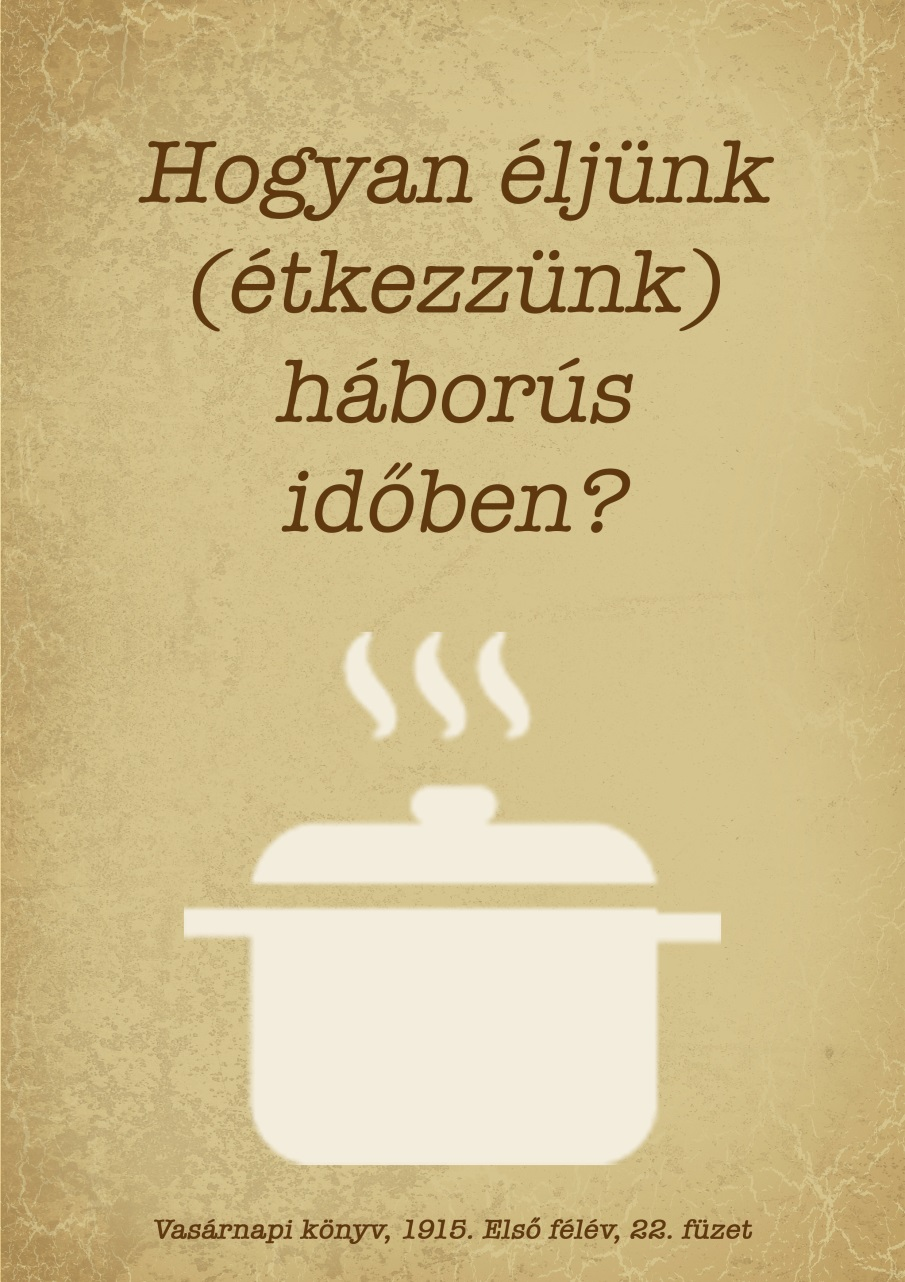 Hogyan éljünk
(étkezzünk)
háborús
időben?
Vasárnapi könyv, 1915. Első félév, 22. füzet